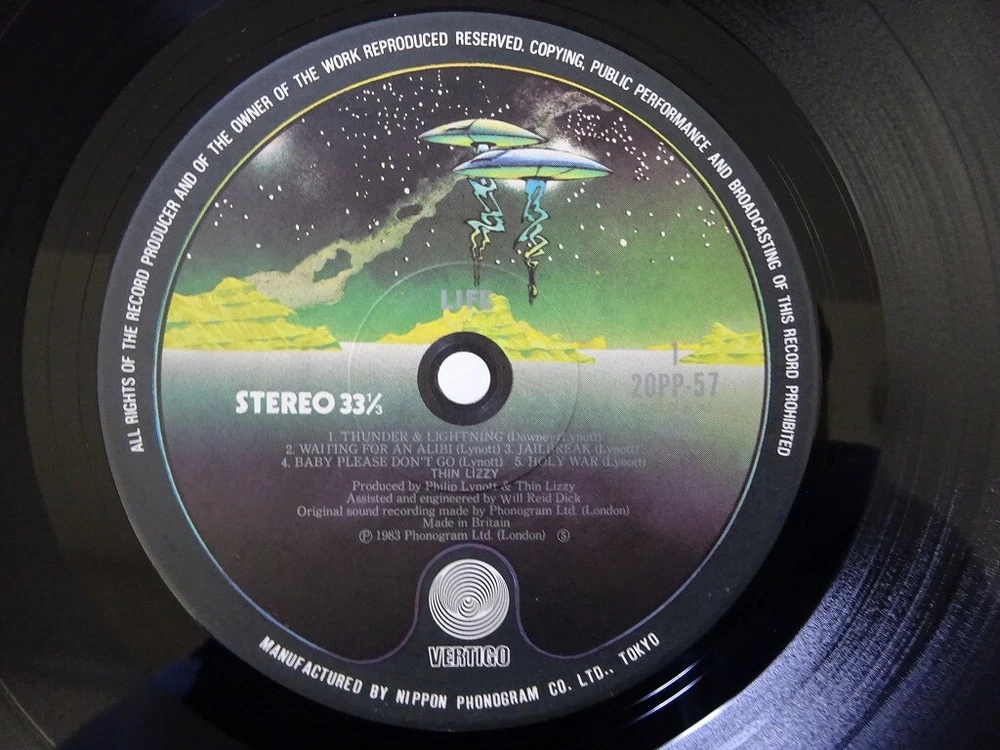 ALL RIGHTS OF THE RECORD PRODUCER AND OF THE OWNER OF THE WORK REPRODUCED RESERVED. COPYING, PUBLIC PERFORMANCE AND BROADCASTING OF THIS RECORD PROHIBITED
LIFE
1
20PP-57
STEREO 33⅓
1. THUNDER & LIGHTNING (Downey/Lynott)
2. WAITING FOR AN ALIBI (Lynott) 3. JAILBREAK (Lynott)
4. BABY PLEASE DON'T GO (Lynott) 5. HOLY WAR (Lynott)
THIN LIZZY
Produced by Philip Lynott & Thin Lizzy
Assisted and engineered by Will Reid Dick
Original sound recording made by Phonogram Ltd. (London)
Made in Britain
Ⓟ 1983 Phonogram Ltd. (London) Ⓢ
VERTIGO
MANUFACTURED BY NIPPON PHONOGRAM CO. LTD., TOKYO